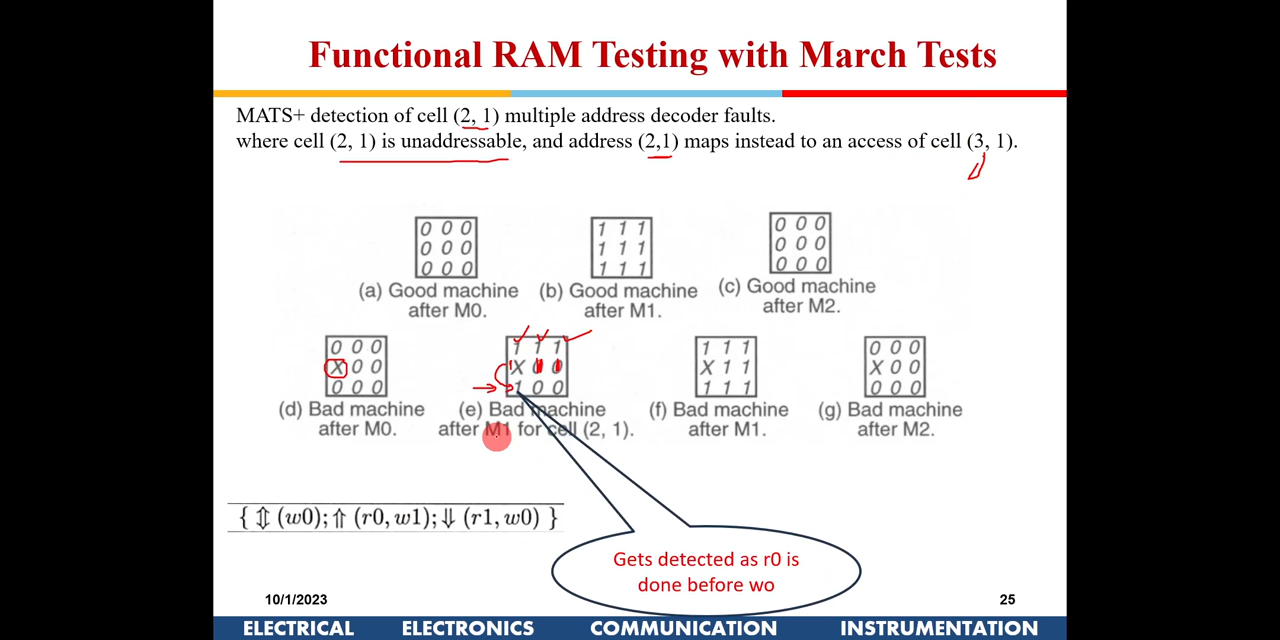 Functional RAM Testing with March Tests
MATS+ detection of cell (2, 1) multiple address decoder faults.
where cell (2, 1) is unaddressable, and address (2,1) maps instead to an access of cell (3, 1).
0 0 0
0 0 0
0 0 0
(a) Good machine
after M0.
1 1 1
1 1 1
1 1 1
(b) Good machine
after M1.
0 0 0
0 0 0
0 0 0
(c) Good machine
after M2.
0 0 0
X 0 0
0 0 0
(d) Bad machine
after M0.
1 1 1
X 0 0
1 0 0
(e) Bad machine
after M1 for cell (2, 1).
1 1 1
X 1 1
1 1 1
(f) Bad machine
after M1.
0 0 0
X 0 0
0 0 0
(g) Bad machine
after M2.
{ ⇕ (w0); ⇑ (r0, w1); ⇓ (r1, w0) }
Gets detected as r0 is
done before wo
10/1/2023
25
ELECTRICAL ELECTRONICS COMMUNICATION INSTRUMENTATION